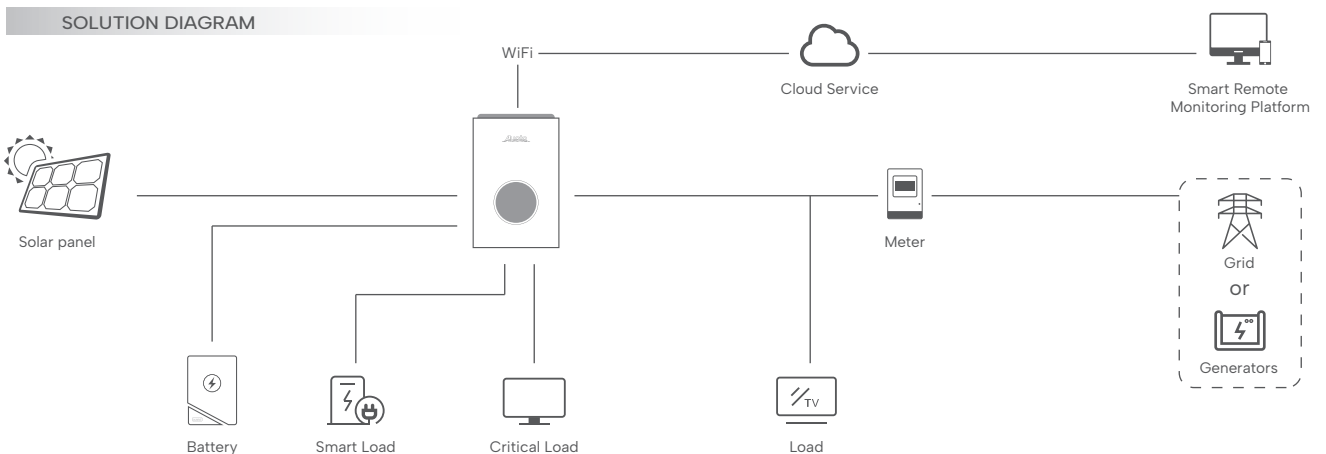 SOLUTION DIAGRAM
WiFi
Cloud Service
Smart Remote
Monitoring Platform
Solar panel
Meter
Grid
or
Generators
TV
Battery
Smart Load
Critical Load
Load